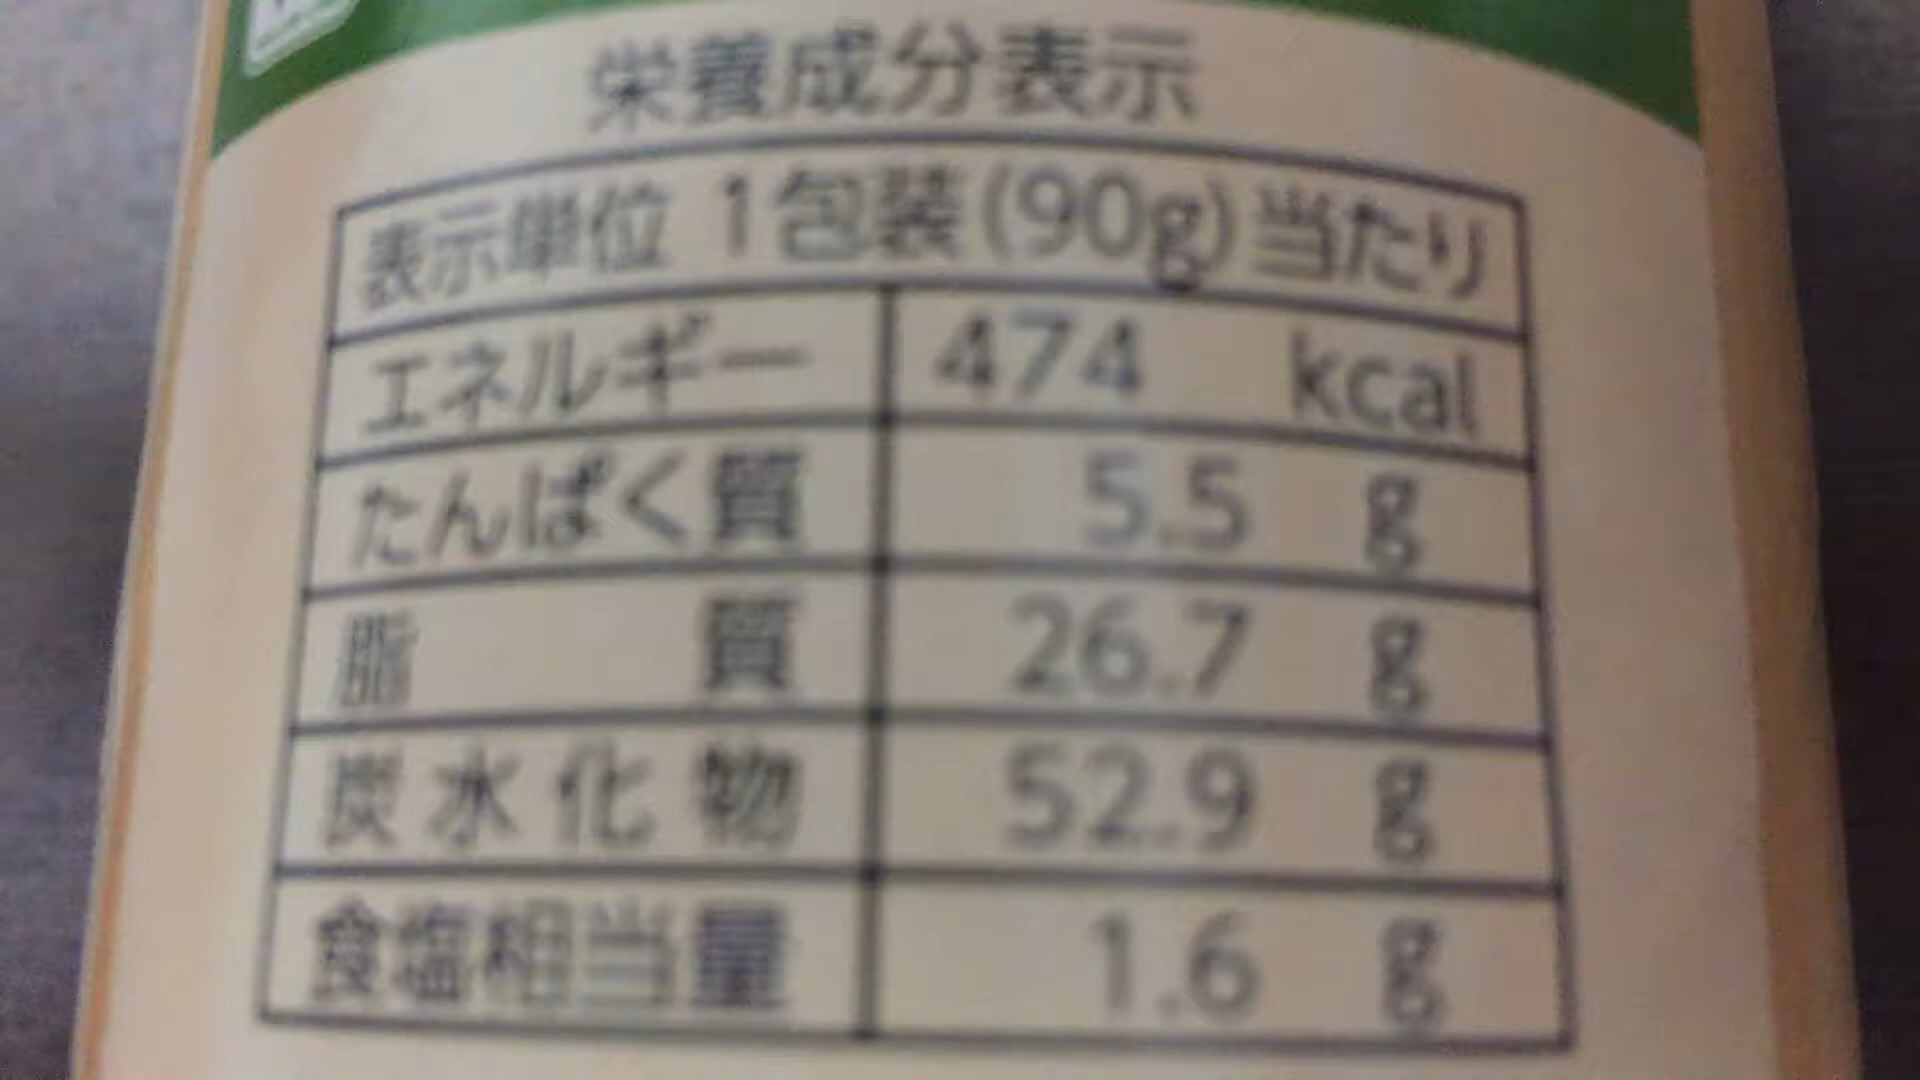 栄養成分表示
表示単位 1包装(90g)当たり
エネルギー 474 kcal
たんぱく質 5.5 g
脂質 26.7 g
炭水化物 52.9 g
食塩相当量 1.6 g